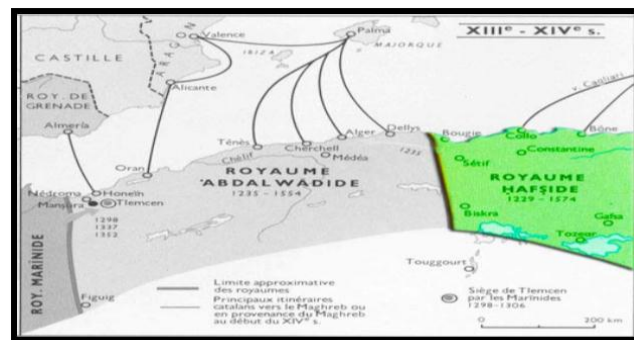 XIIIᵉ - XIVᵉ s.
Valence
Palma
IBIZA
MAJORQUE
CASTILLE
ARAGON
Alicante
v. Cagliari
ROY. DE
GRENADE
Almería
Ténès
Cherchell
Alger
Dellys
Bougie
Collo
Bône
Chélif
Médéa
1235
Constantine
Oran
Sétif
ROYAUME
'ABDALWADIDE
1235 - 1554
ROYAUME
HAFSIDE
1229 - 1574
Nédroma
Honeïn
Mansura
Tlemcen
1298
1337
1352
Biskra
Gafsa
Tozeur
ROY. MARINIDE
Touggourt
Figuig
Limite approximative
des royaumes
Principaux itinéraires
catalans vers le Maghreb ou
en provenance du Maghreb
au début du XIVᵉ s.
Siège de Tlemcen
par les Marinides
1298-1306
0 200 km